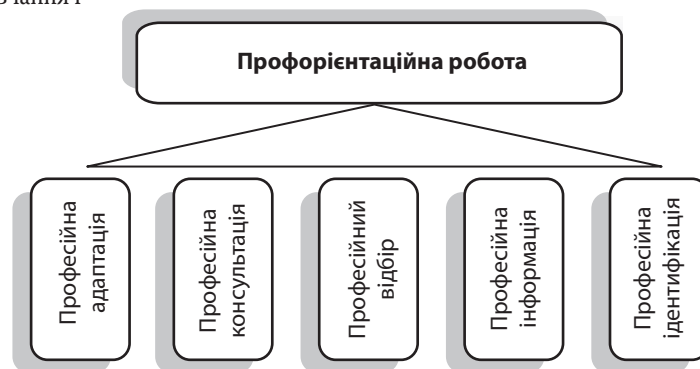 Профорієнтаційна робота
Професійна
адаптація
Професійна
консультація
Професійний
відбір
Професійна
інформація
Професійна
ідентифікація